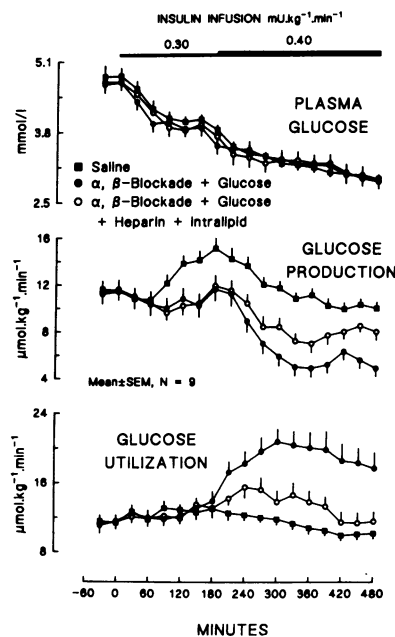 INSULIN INFUSION mU.kg⁻¹.min⁻¹
0.30 0.40
5.1
3.8
2.5
mmol/l
PLASMA
GLUCOSE
Saline
α, β-Blockade + Glucose
α, β-Blockade + Glucose
+ Heparin + Intralipid
16
12
8
4
μmol.kg⁻¹.min⁻¹
GLUCOSE
PRODUCTION
Mean±SEM, N = 9
24
16
8
μmol.kg⁻¹.min⁻¹
GLUCOSE
UTILIZATION
-60 0 60 120 180 240 300 360 420 480
MINUTES